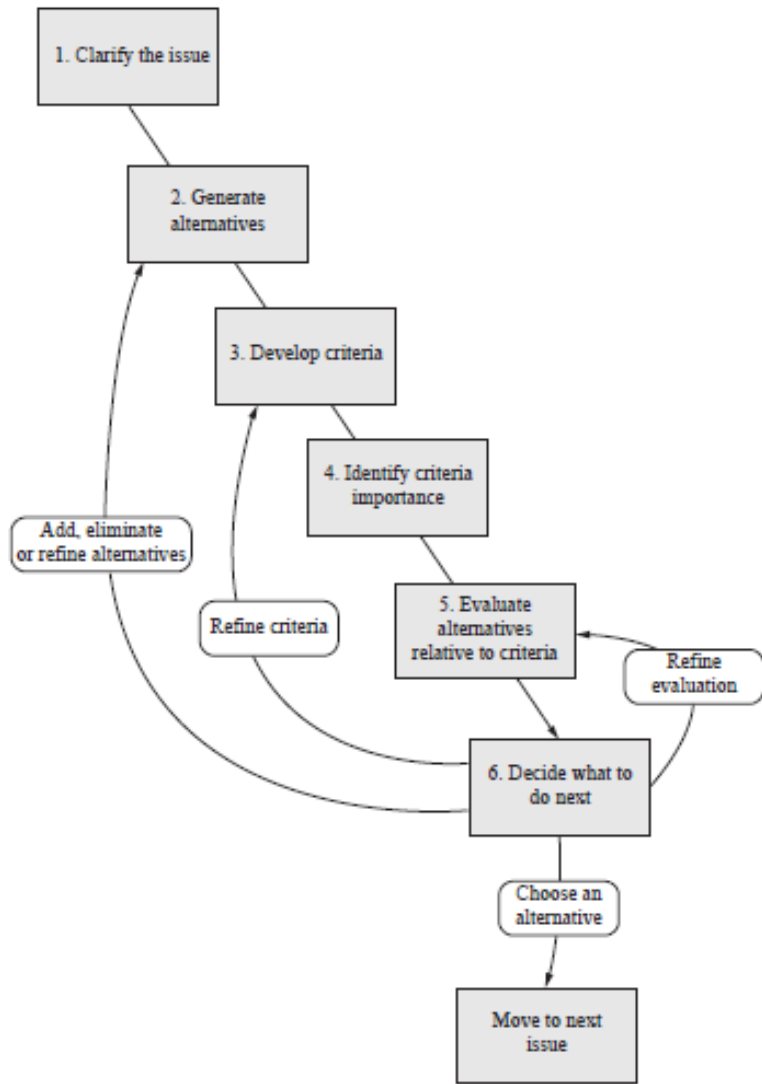 1. Clarify the issue
2. Generate
alternatives
3. Develop criteria
4. Identify criteria
importance
Add, eliminate
or refine alternatives
5. Evaluate
alternatives
relative to criteria
Refine criteria
Refine
evaluation
6. Decide what to
do next
Choose an
alternative
Move to next
issue